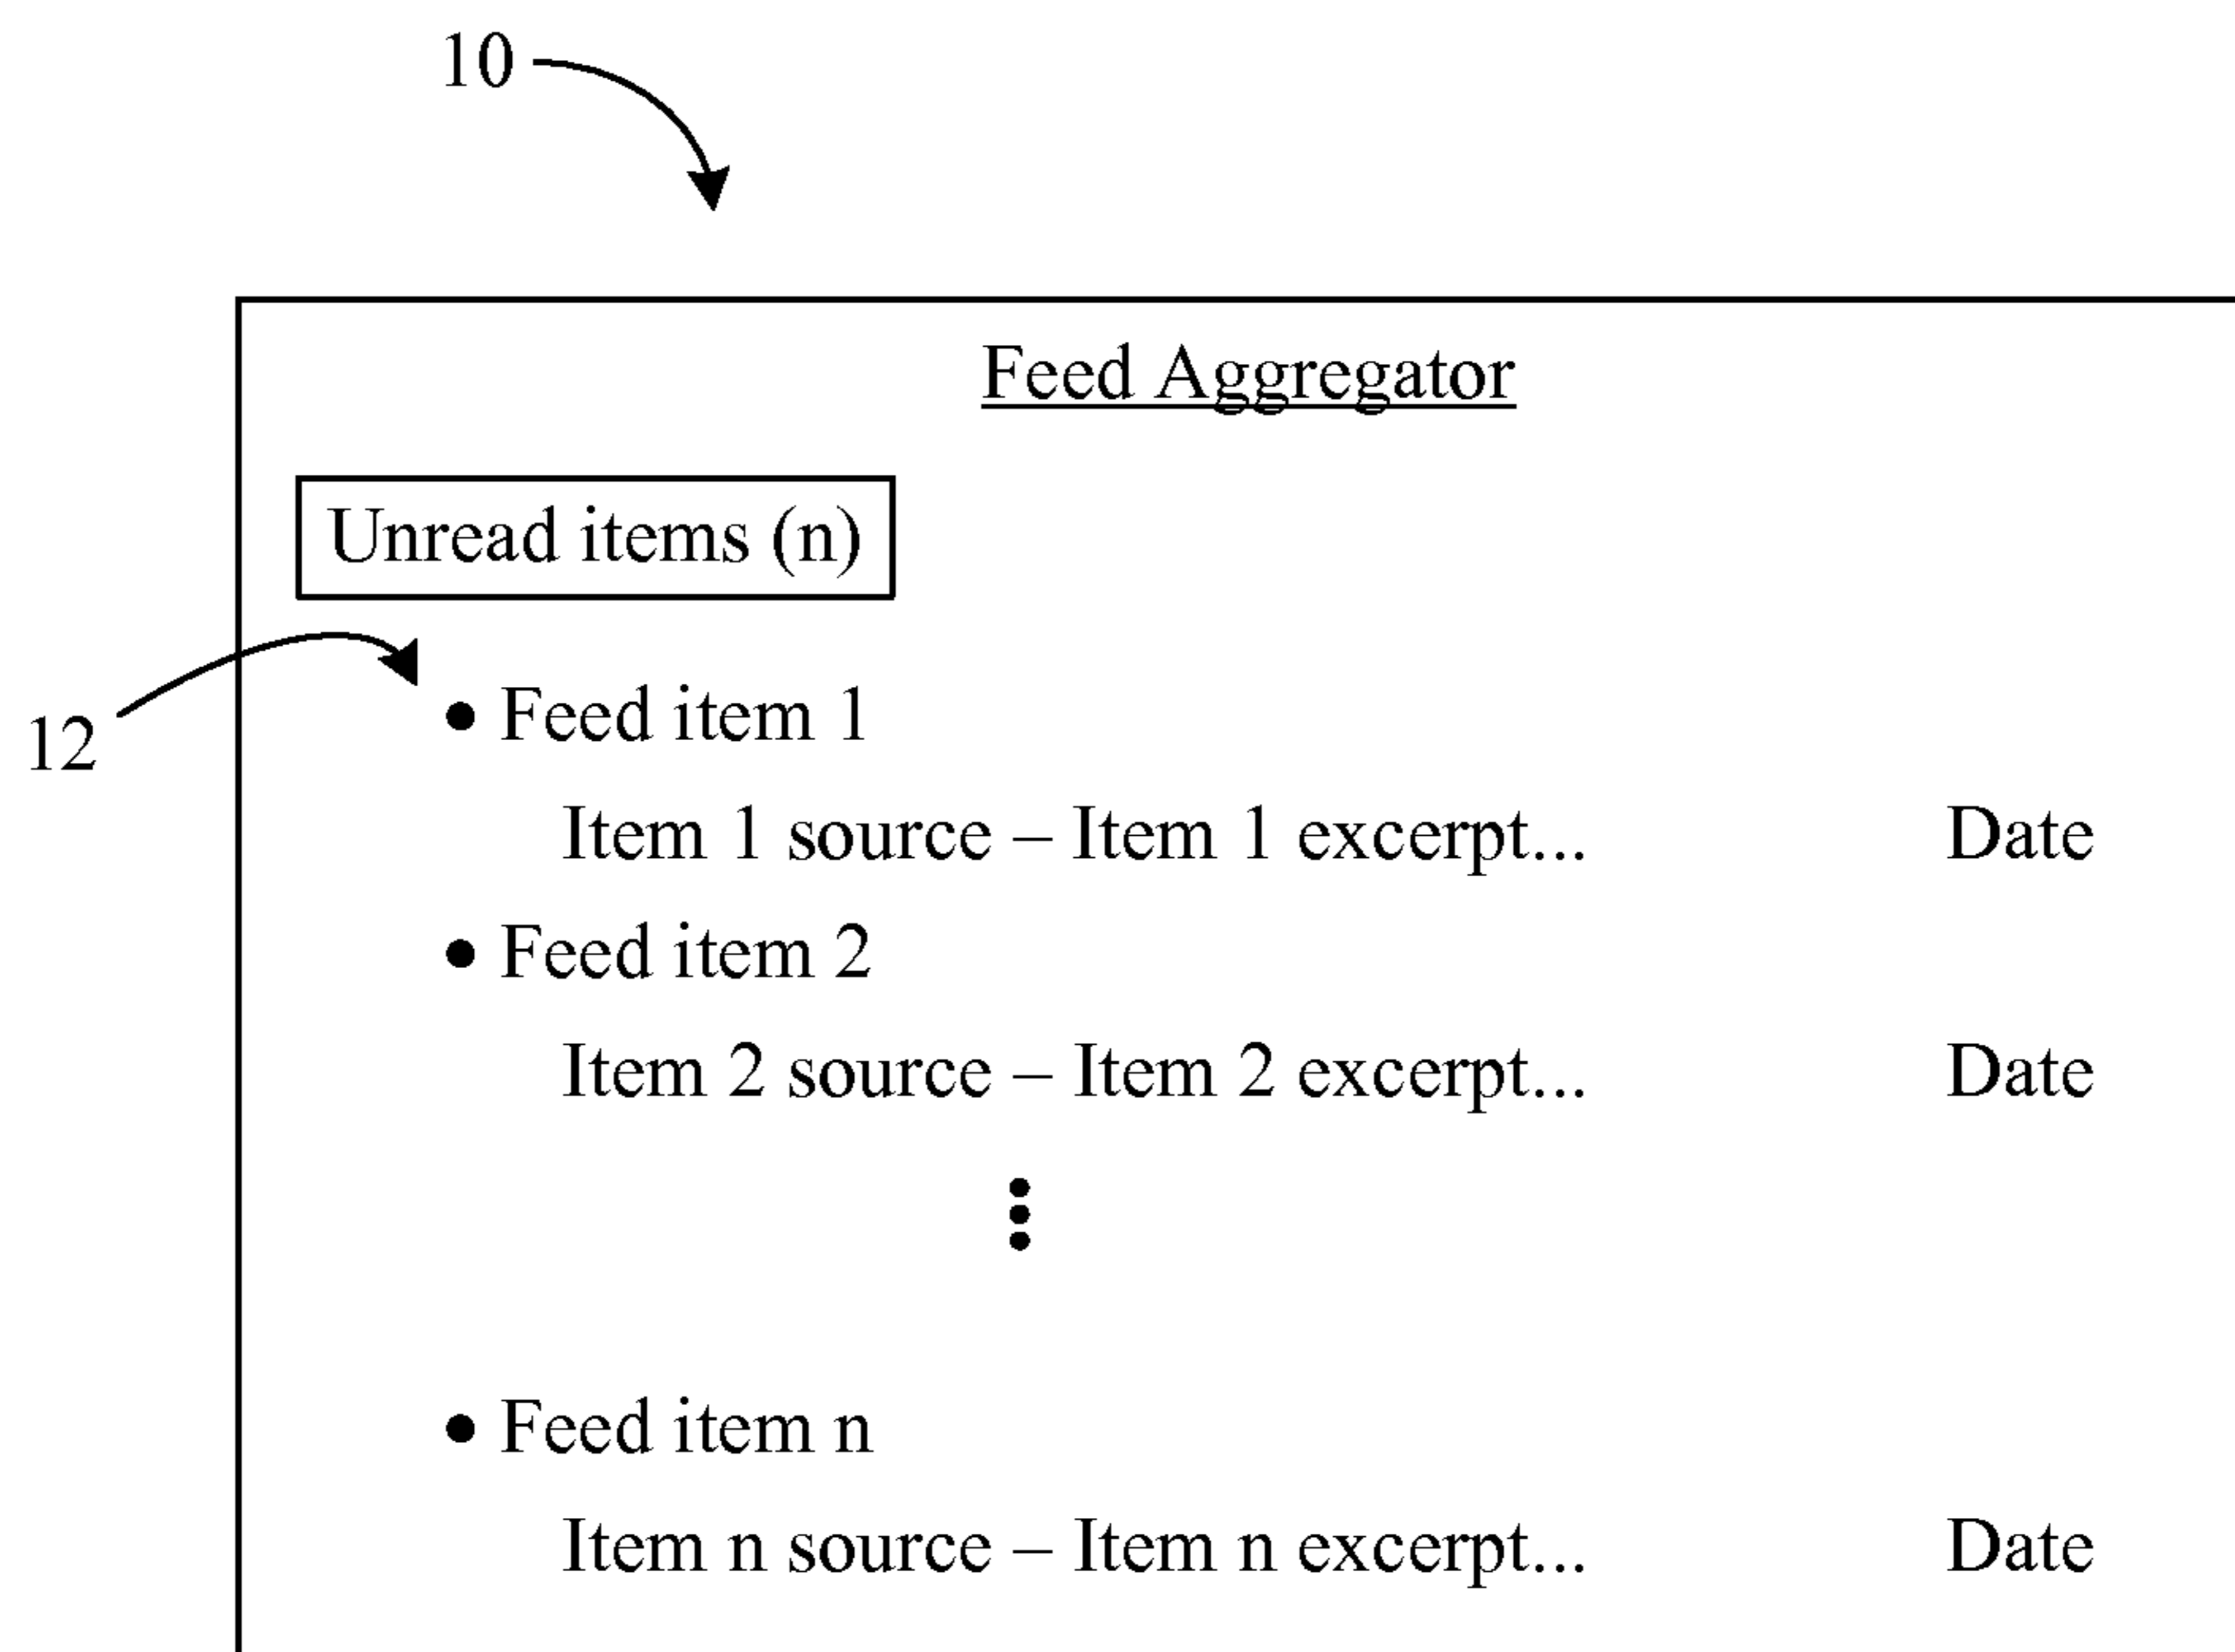 10
Feed Aggregator
Unread items (n)
12
• Feed item 1
Item 1 source – Item 1 excerpt... Date
• Feed item 2
Item 2 source – Item 2 excerpt... Date
• Feed item n
Item n source – Item n excerpt... Date